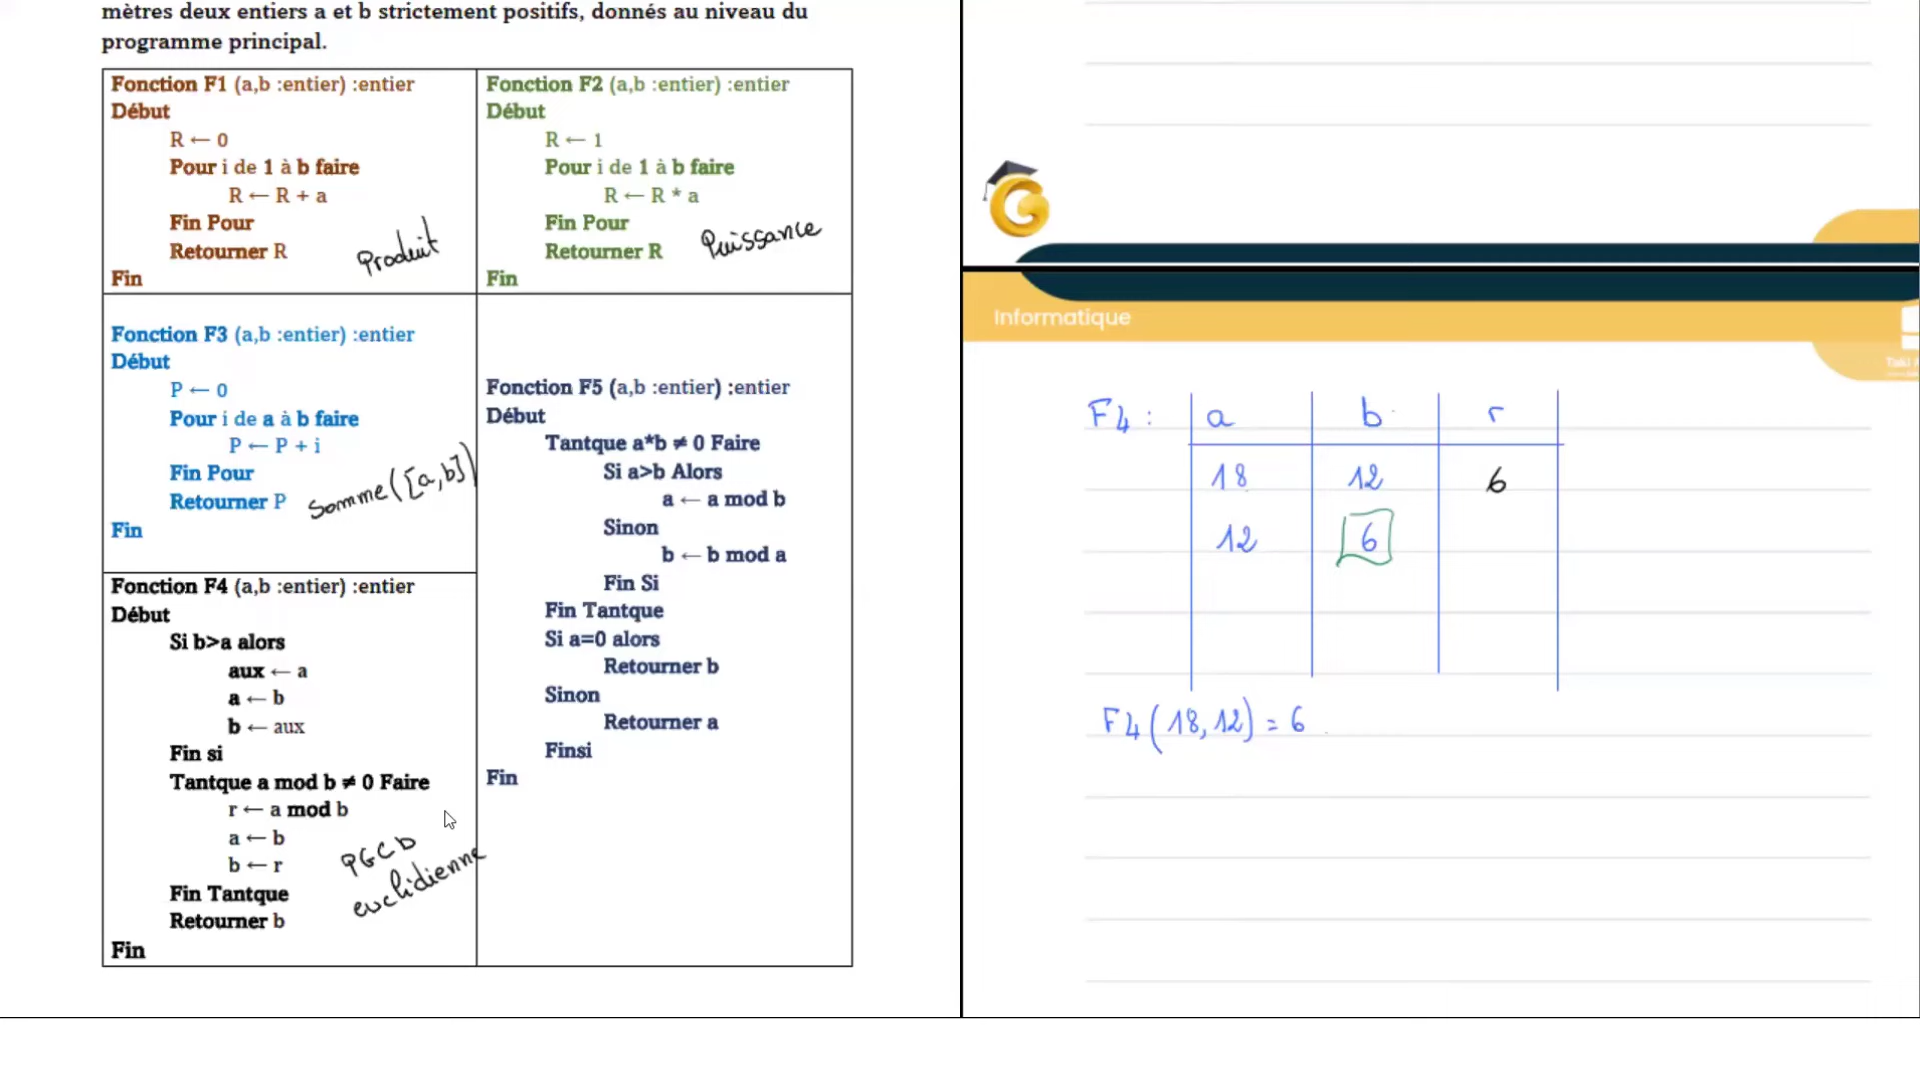 mètres deux entiers a et b strictement positifs, donnés au niveau du
programme principal.
Fonction F1 (a,b :entier) :entier
Début
R ← 0
Pour i de 1 à b faire
R ← R + a
Fin Pour
Retourner R
Produit
Fin
Fonction F2 (a,b :entier) :entier
Début
R ← 1
Pour i de 1 à b faire
R ← R * a
Fin Pour
Retourner R
Puissance
Fin
Fonction F3 (a,b :entier) :entier
Début
P ← 0
Pour i de a à b faire
P ← P + i
Fin Pour
Retourner P
Somme([a,b])
Fin
Fonction F4 (a,b :entier) :entier
Début
Si b>a alors
aux ← a
a ← b
b ← aux
Fin si
Tantque a mod b ≠ 0 Faire
r ← a mod b
a ← b
b ← r
Fin Tantque
Retourner b
PGCD
euclidienne
Fin
Fonction F5 (a,b :entier) :entier
Début
Tantque a*b ≠ 0 Faire
Si a>b Alors
a ← a mod b
Sinon
b ← b mod a
Fin Si
Fin Tantque
Si a=0 alors
Retourner b
Sinon
Retourner a
Finsi
Fin
Informatique
F4 : a b r
18 12 6
12 6
F4(18,12) = 6